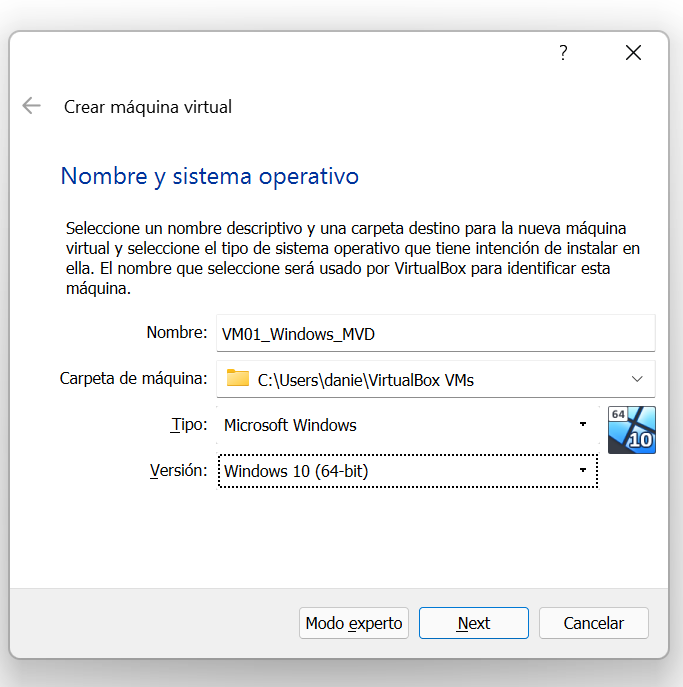 ?
Crear máquina virtual
Nombre y sistema operativo
Seleccione un nombre descriptivo y una carpeta destino para la nueva máquina
virtual y seleccione el tipo de sistema operativo que tiene intención de instalar en
ella. El nombre que seleccione será usado por VirtualBox para identificar esta
máquina.
Nombre: VM01_Windows_MVD
Carpeta de máquina: C:\Users\danie\VirtualBox VMs
Tipo: Microsoft Windows
64
10
Versión: Windows 10 (64-bit)
Modo experto Next Cancelar